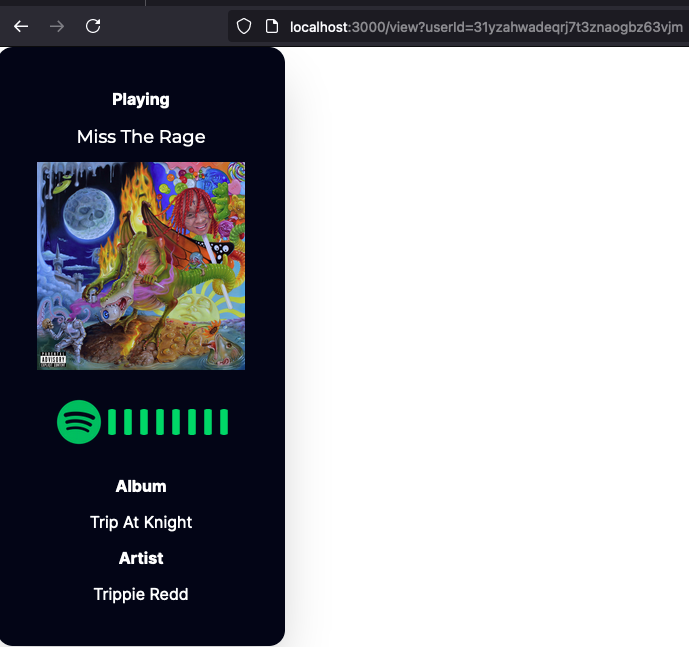 localhost:3000/view?userId=31yzahwadeqrj7t3znaogbz63vjm
Playing
Miss The Rage
PARENTAL
ADVISORY
EXPLICIT CONTENT
Album
Trip At Knight
Artist
Trippie Redd